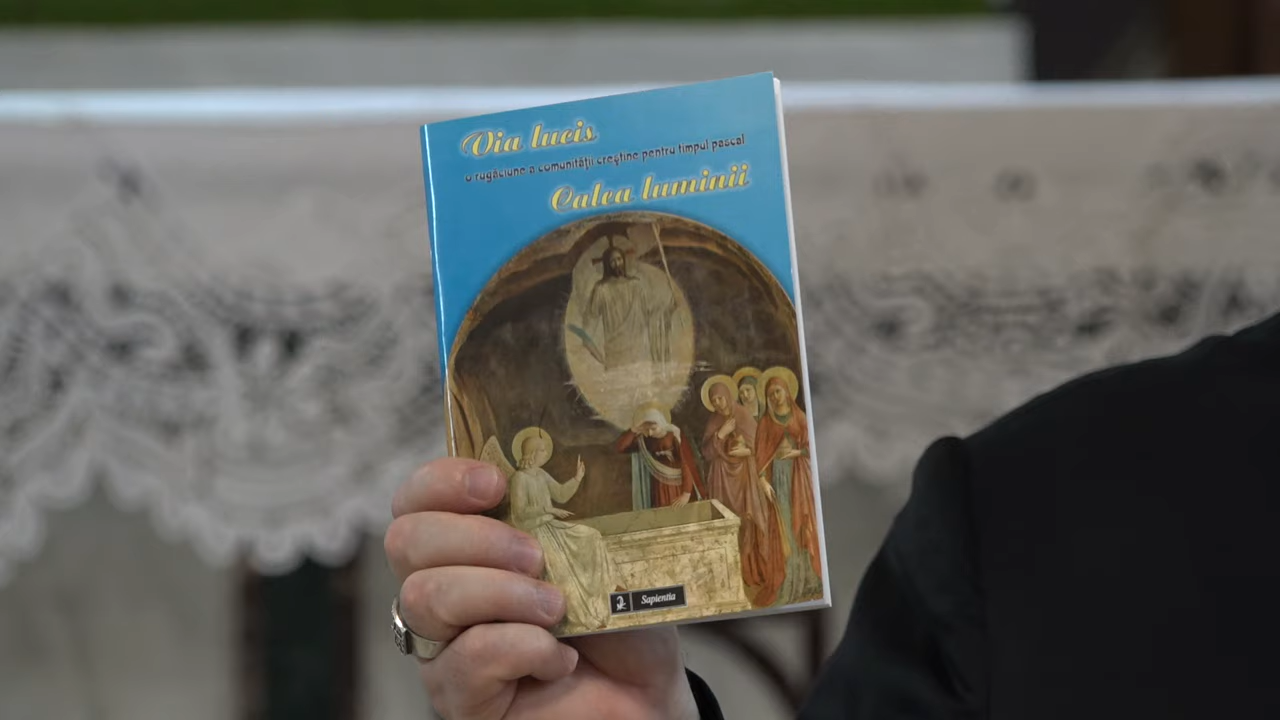 Via lucis
o rugăciune a comunității creștine pentru timpul pascal
Calea luminii
Sapientia